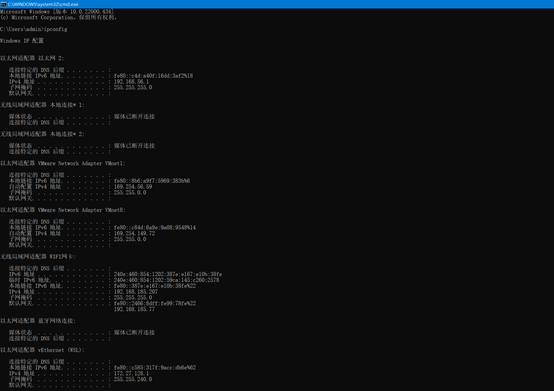 C:\WINDOWS\system32\cmd.exe
Microsoft Windows [版本 10.0.22000.434]
(c) Microsoft Corporation。保留所有权利。
C:\Users\admin>ipconfig
Windows IP 配置
以太网适配器 以太网 2:
连接特定的 DNS 后缀 . . . . . . . :
本地链接 IPv6 地址. . . . . . . . : fe80::c4d:a40f:16dd:3af2%18
IPv4 地址 . . . . . . . . . . . . : 192.168.56.1
子网掩码 . . . . . . . . . . . . : 255.255.255.0
默认网关. . . . . . . . . . . . . :
无线局域网适配器 本地连接* 1:
媒体状态 . . . . . . . . . . . . : 媒体已断开连接
连接特定的 DNS 后缀 . . . . . . . :
无线局域网适配器 本地连接* 2:
媒体状态 . . . . . . . . . . . . : 媒体已断开连接
连接特定的 DNS 后缀 . . . . . . . :
以太网适配器 VMware Network Adapter VMnet1:
连接特定的 DNS 后缀 . . . . . . . :
本地链接 IPv6 地址. . . . . . . . : fe80::8b6:a9f7:5969:383b%6
自动配置 IPv4 地址 . . . . . . . : 169.254.56.59
子网掩码 . . . . . . . . . . . . : 255.255.0.0
默认网关. . . . . . . . . . . . . :
以太网适配器 VMware Network Adapter VMnet8:
连接特定的 DNS 后缀 . . . . . . . :
本地链接 IPv6 地址. . . . . . . . :
自动配置 IPv4 地址 . . . . . . . : 169.254.149.72
子网掩码 . . . . . . . . . . . . : 255.255.0.0
默认网关. . . . . . . . . . . . . :
无线局域网适配器 WIFI网卡:
连接特定的 DNS 后缀 . . . . . . . :
IPv6 地址 . . . . . . . . . . . . : 240e:460:854:1202:387e:e167:e10b:38fe
临时 IPv6 地址. . . . . . . . . . : 240e:460:854:1202:59ca:145:c260:2578
本地链接 IPv6 地址. . . . . . . . : fe80::387e:e167:e10b:38fe%22
IPv4 地址 . . . . . . . . . . . . : 192.168.185.207
子网掩码 . . . . . . . . . . . . : 255.255.255.0
默认网关. . . . . . . . . . . . . : fe80::2466:8dff:fe99:78fe%22
192.168.185.77
以太网适配器 蓝牙网络连接:
媒体状态 . . . . . . . . . . . . : 媒体已断开连接
连接特定的 DNS 后缀 . . . . . . . :
以太网适配器 vEthernet (WSL):
连接特定的 DNS 后缀 . . . . . . . :
本地链接 IPv6 地址. . . . . . . . :
IPv4 地址 . . . . . . . . . . . . : 172.27.128.1
子网掩码 . . . . . . . . . . . . : 255.255.240.0
默认网关. . . . . . . . . . . . . :